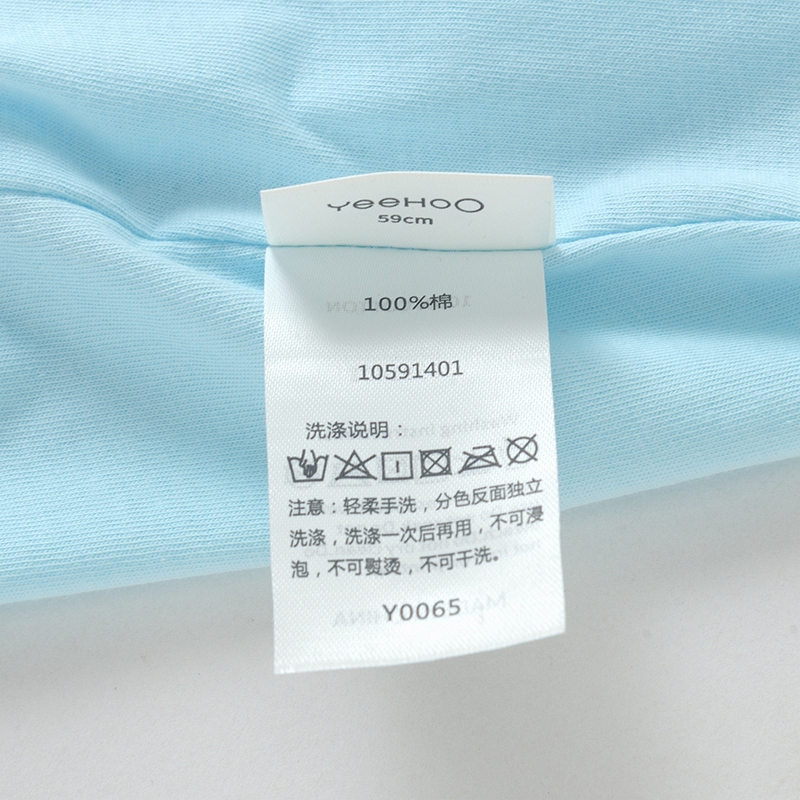 YeeHoO
59cm
100%棉
10591401
洗涤说明：
注意：轻柔手洗，分色反面独立
洗涤，洗涤一次后再用，不可浸
泡，不可熨烫，不可干洗。
Y0065